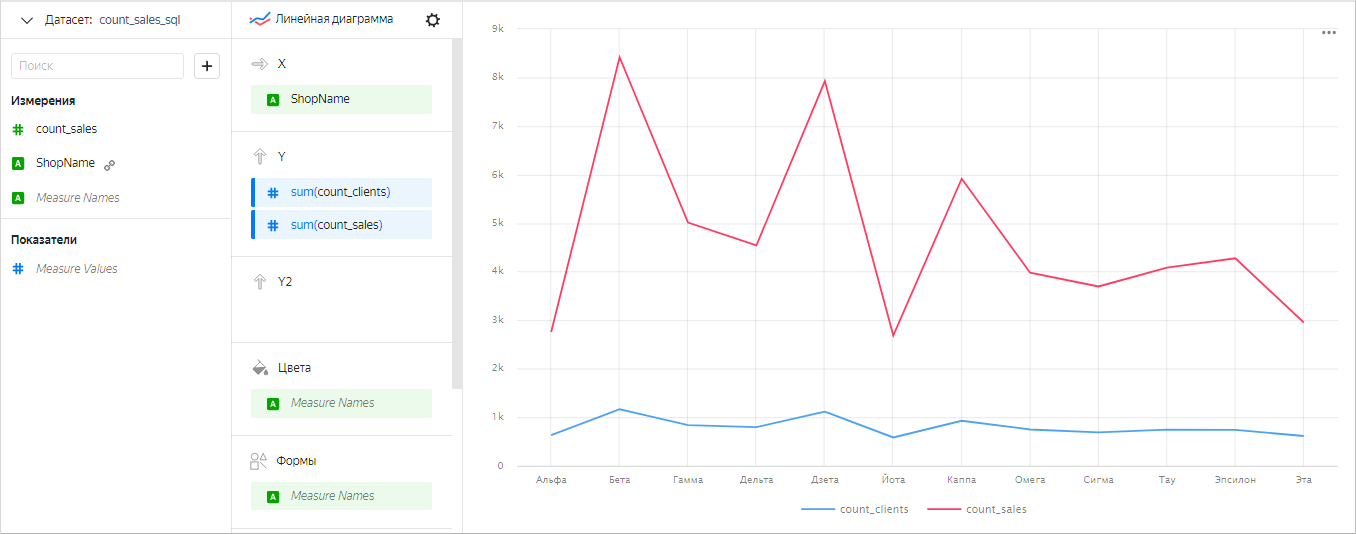 Датасет: count_sales_sql
Поиск
Измерения
count_sales
ShopName
Measure Names
Показатели
Measure Values
Линейная диаграмма
X
ShopName
Y
sum(count_clients)
sum(count_sales)
Y2
Цвета
Measure Names
Формы
Measure Names
9k
8k
7k
6k
5k
4k
3k
2k
1k
0
Альфа Бета Гамма Дельта Дзета Йота Каппа Омега Сигма Тау Эпсилон Эта
count_clients count_sales